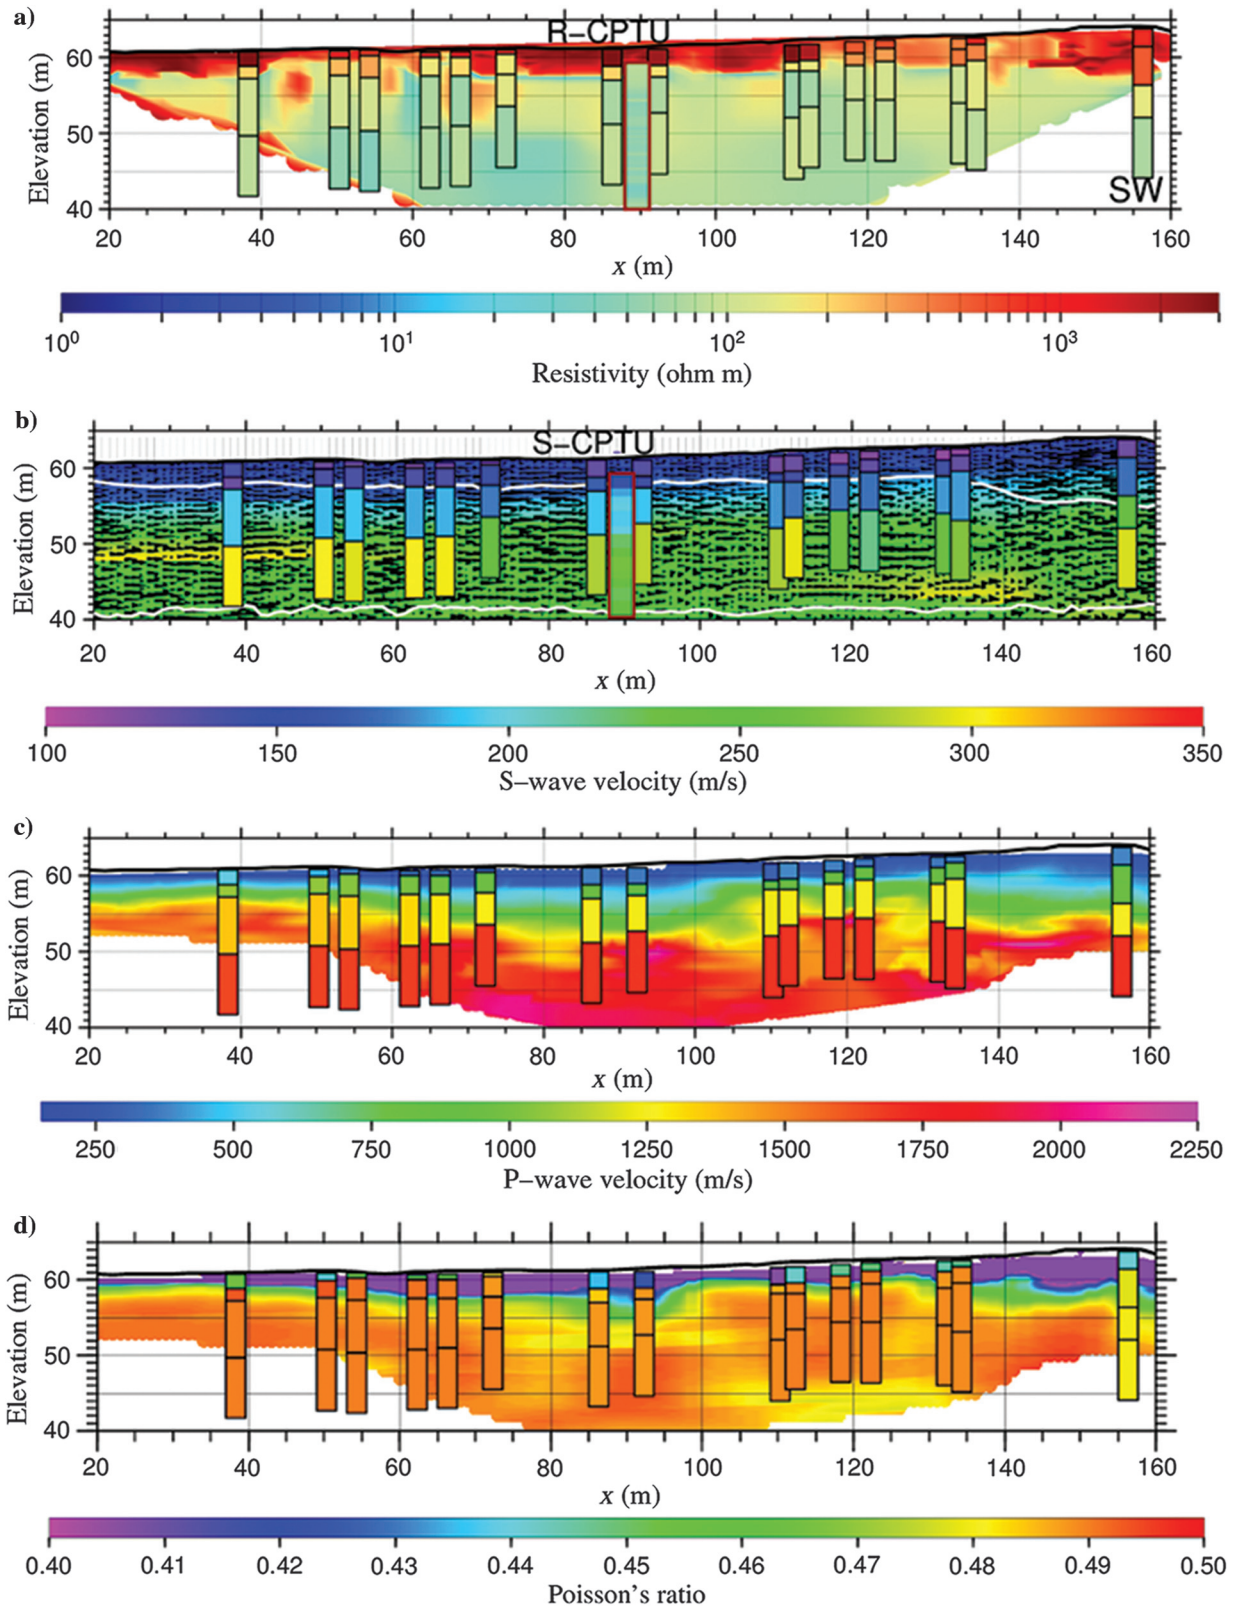 a)
R–CPTU
60
50
40
Elevation (m)
SW
20 40 60 80 100 120 140 160
x (m)
10⁰ 10¹ 10² 10³
Resistivity (ohm m)
b)
S–CPTU
60
50
40
Elevation (m)
20 40 60 80 100 120 140 160
x (m)
100 150 200 250 300 350
S–wave velocity (m/s)
c)
60
50
40
Elevation (m)
20 40 60 80 100 120 140 160
x (m)
250 500 750 1000 1250 1500 1750 2000 2250
P–wave velocity (m/s)
d)
60
50
40
Elevation (m)
20 40 60 80 100 120 140 160
x (m)
0.40 0.41 0.42 0.43 0.44 0.45 0.46 0.47 0.48 0.49 0.50
Poisson's ratio